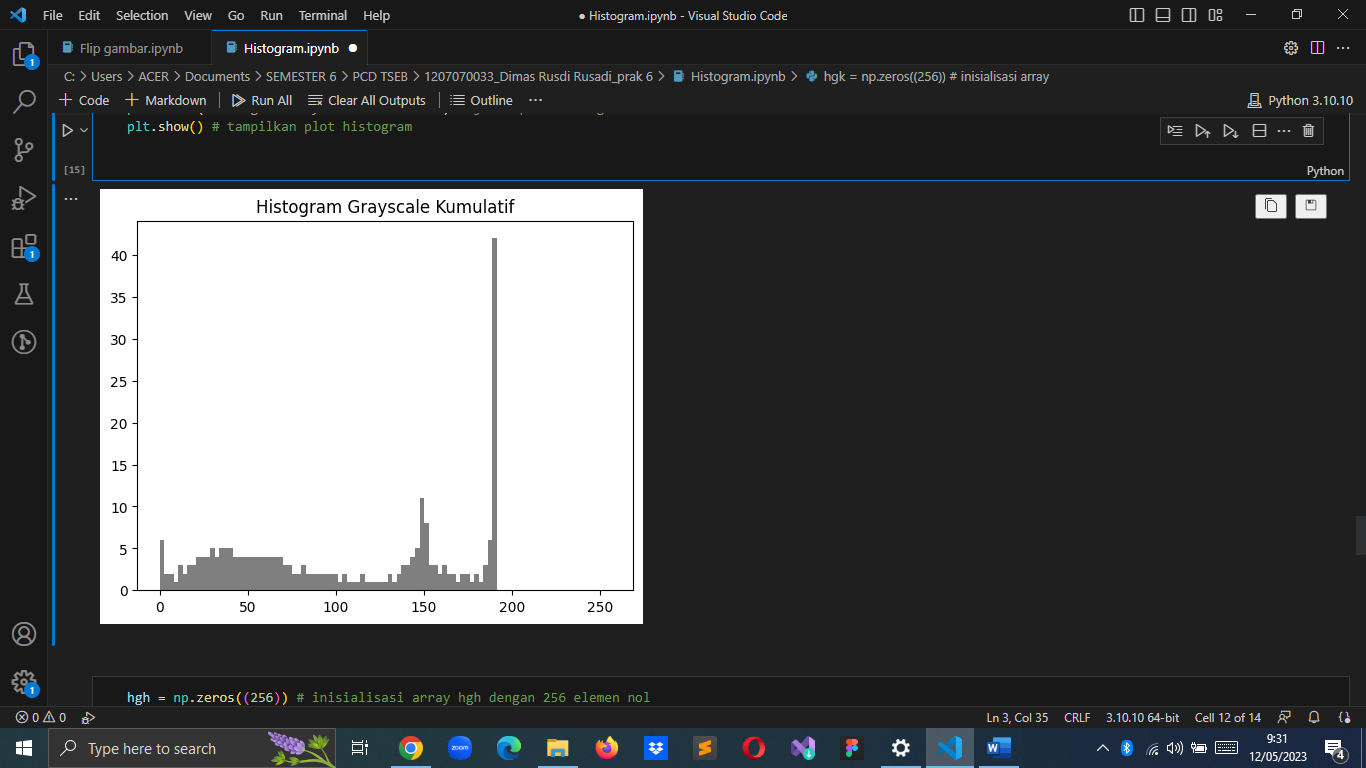 File Edit Selection View Go Run Terminal Help
● Histogram.ipynb - Visual Studio Code
Flip gambar.ipynb
Histogram.ipynb ●
C: > Users > ACER > Documents > SEMESTER 6 > PCD TSEB > 1207070033_Dimas Rusdi Rusadi_prak 6 > Histogram.ipynb > hgk = np.zeros((256)) # inisialisasi array
+ Code + Markdown Run All Clear All Outputs Outline ...
Python 3.10.10
plt.show() # tampilkan plot histogram
[15]
Python
Histogram Grayscale Kumulatif
40
35
30
25
20
15
10
5
0
0 50 100 150 200 250
hgh = np.zeros((256)) # inisialisasi array hgh dengan 256 elemen nol
1
1
1
0 0
Ln 3, Col 35 CRLF 3.10.10 64-bit Cell 12 of 14
Type here to search
zoom
9:31
12/05/2023
4